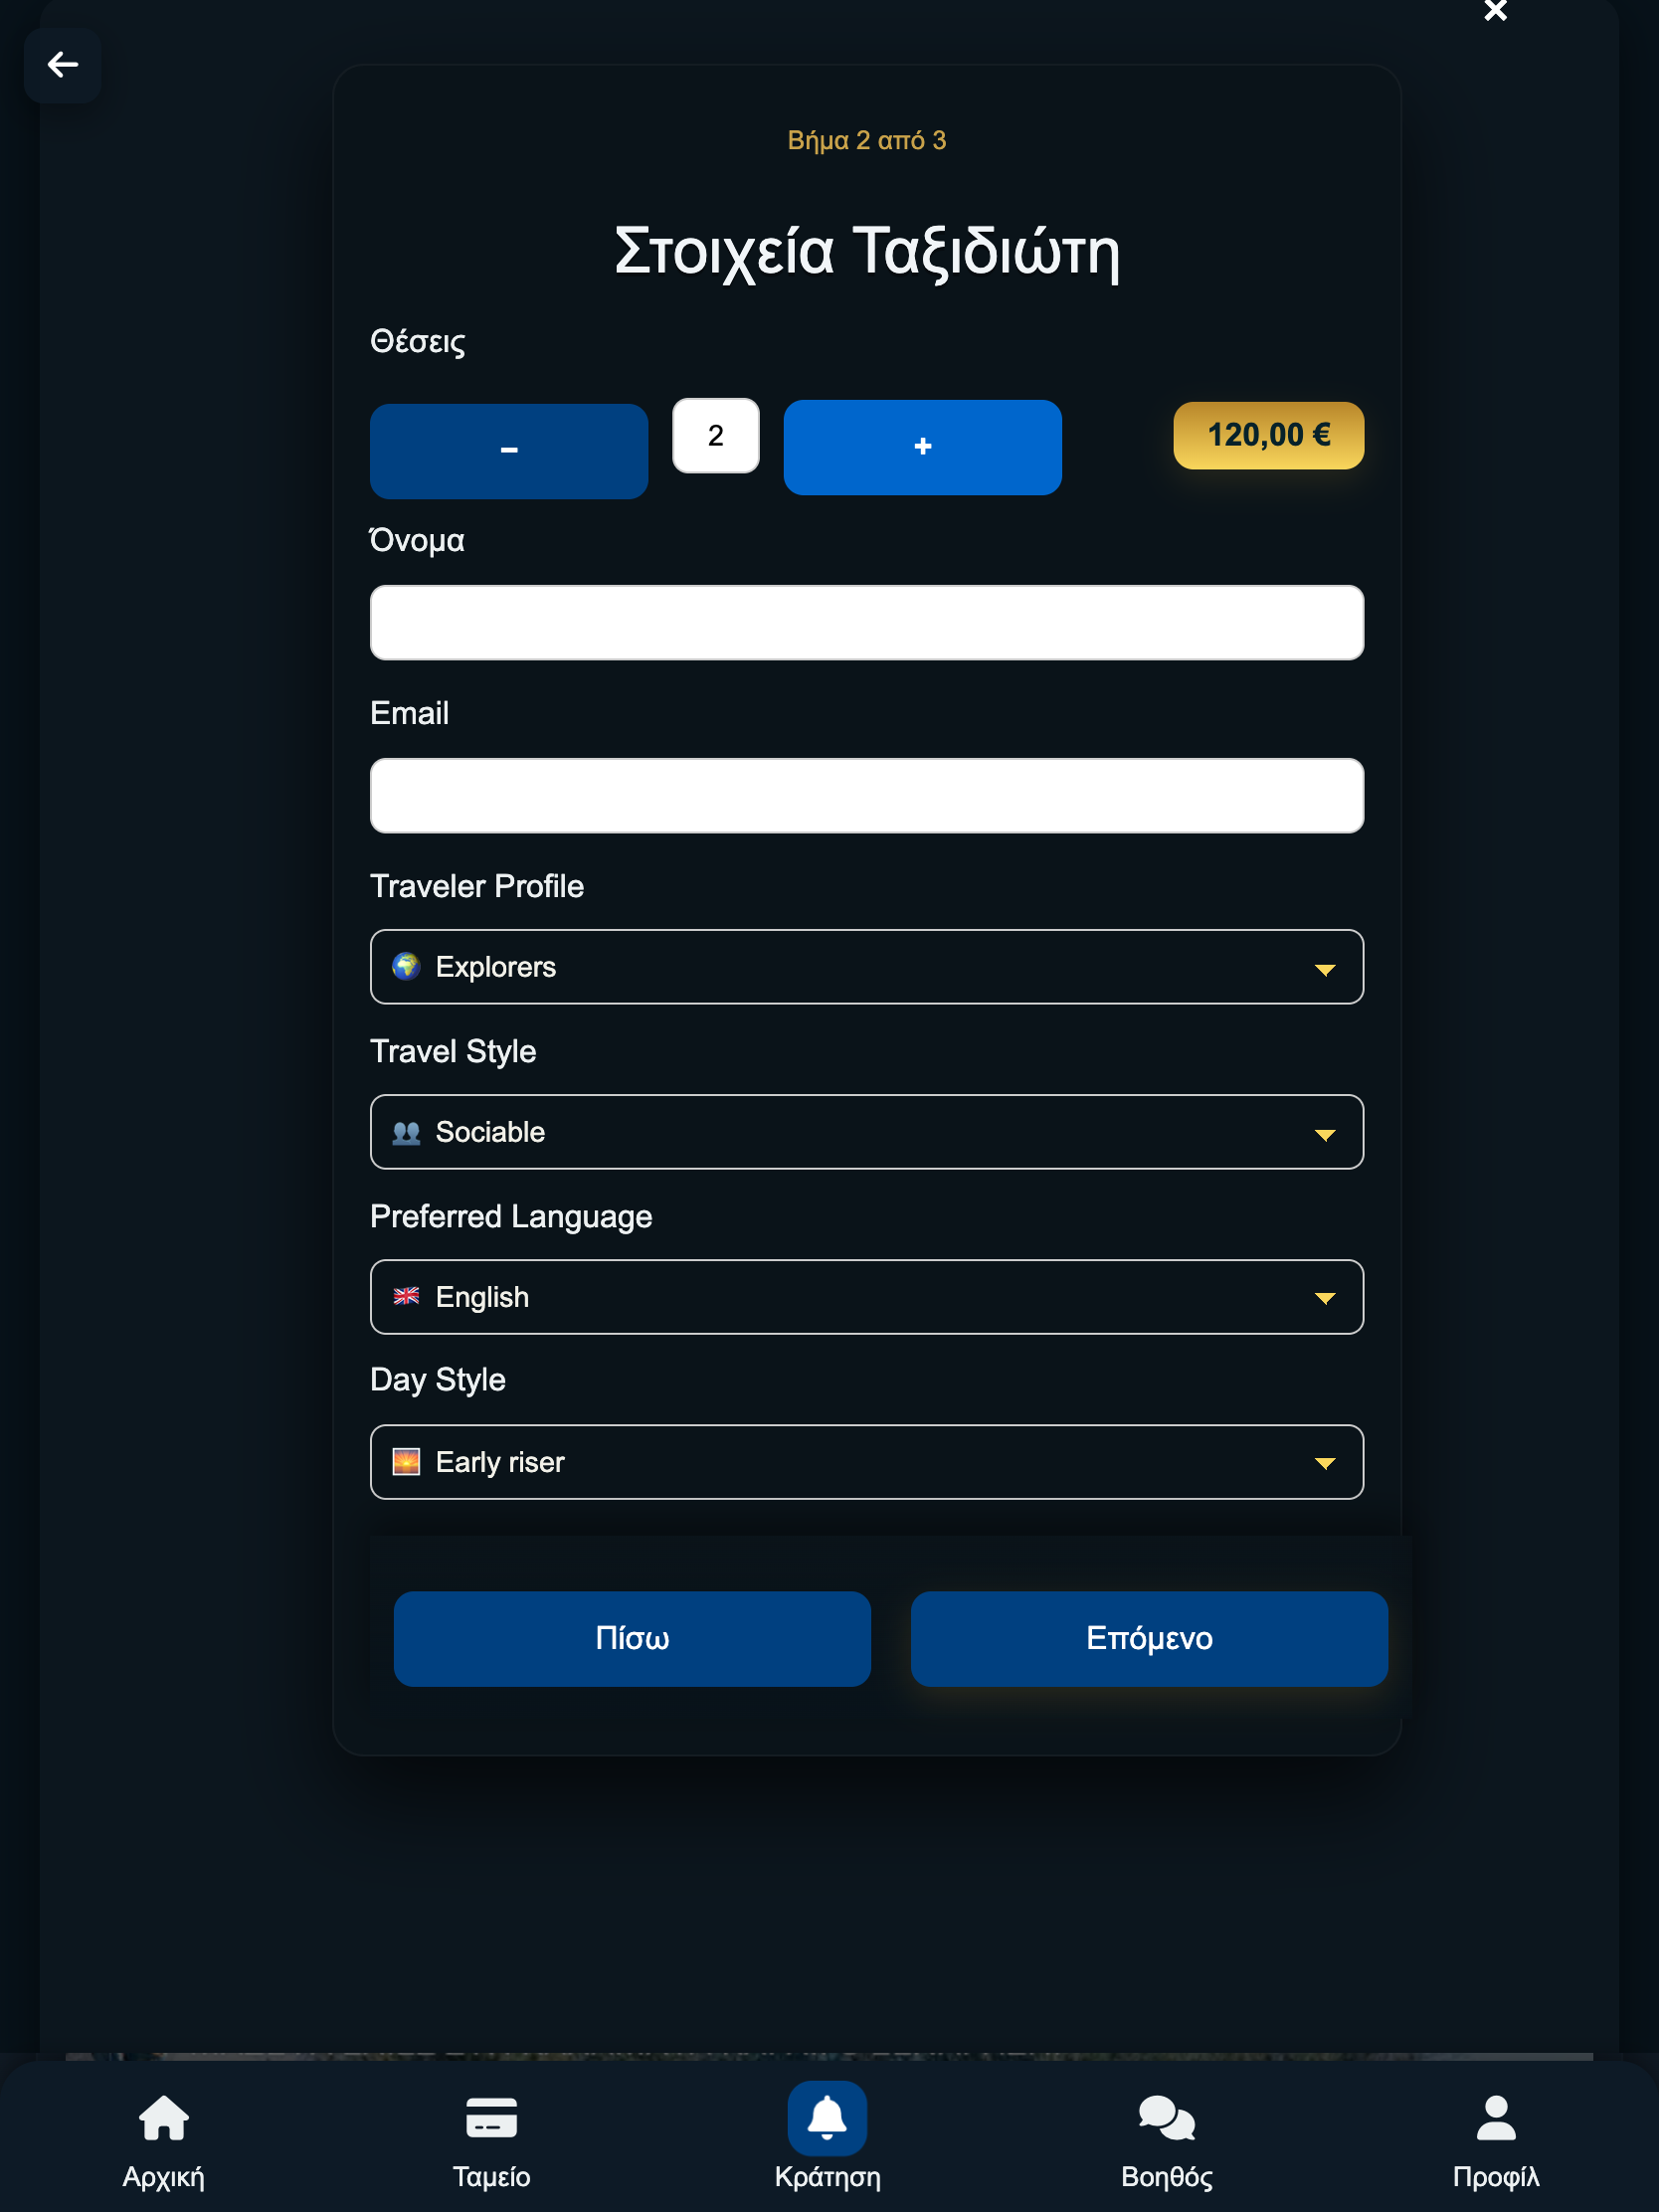 Βήμα 2 από 3
Στοιχεία Ταξιδιώτη
Θέσεις
− 2 + 120,00 €
Όνομα
Email
Traveler Profile
🌍 Explorers
Travel Style
👥 Sociable
Preferred Language
🇬🇧 English
Day Style
🌅 Early riser
Πίσω Επόμενο
Αρχική Ταμείο Κράτηση Βοηθός Προφίλ